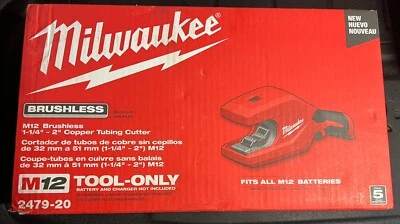 Milwaukee
NEW
NUEVO
NOUVEAU
BRUSHLESS
M12 Brushless
1-1/4" - 2" Copper Tubing Cutter
Cortador de tubos de cobre sin cepillos
de 32 mm a 51 mm (1-1/4" - 2") M12
Coupe-tubes en cuivre sans balais
de 32 mm x 51 mm (1-1/4" - 2") M12
Milwaukee
M12 TOOL-ONLY
BATTERY AND CHARGER NOT INCLUDED
FITS ALL M12 BATTERIES
2479-20
5